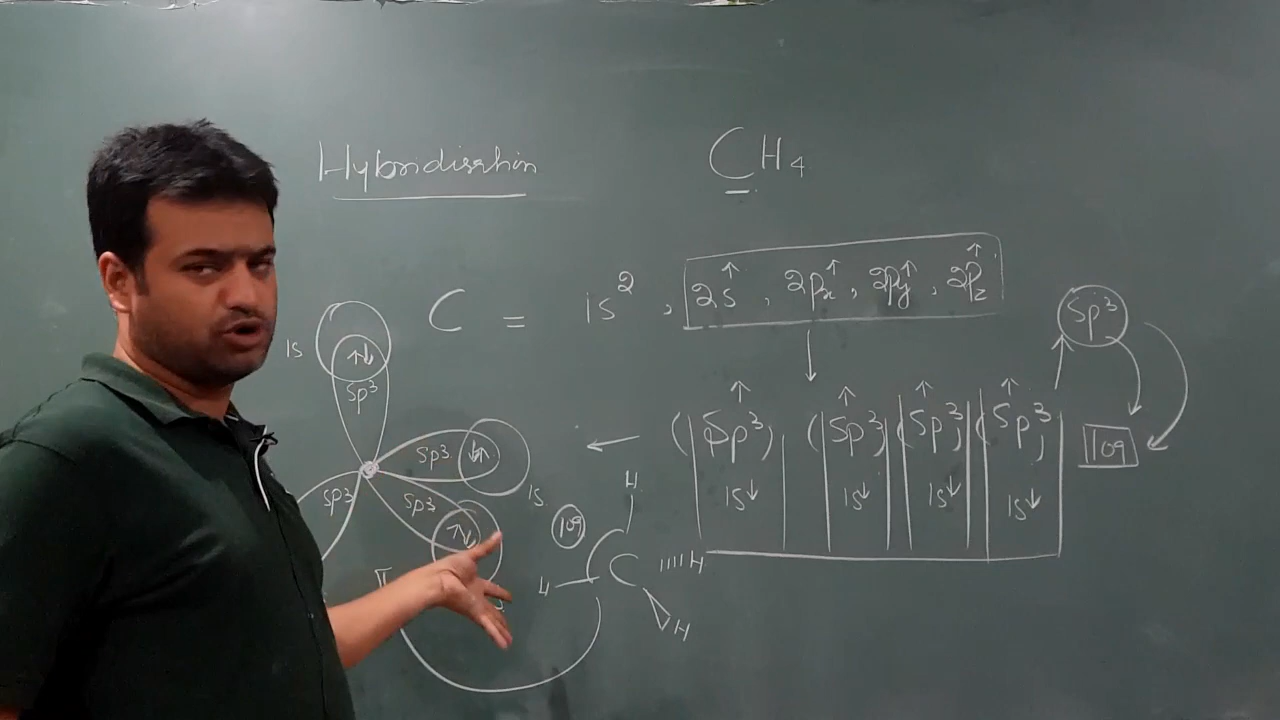 Hybridisation
CH4
C = 1s², 2s↑, 2px↑, 2py↑, 2pz↑
sp³
(sp³) (sp³) (sp³) (sp³)
↑ ↑ ↑ ↑
1s↓ 1s↓ 1s↓ 1s↓
109
1s ↑↓
sp³
sp³ ↓↑
1s
sp³
sp³ ↑↓
109
H
H C H
H